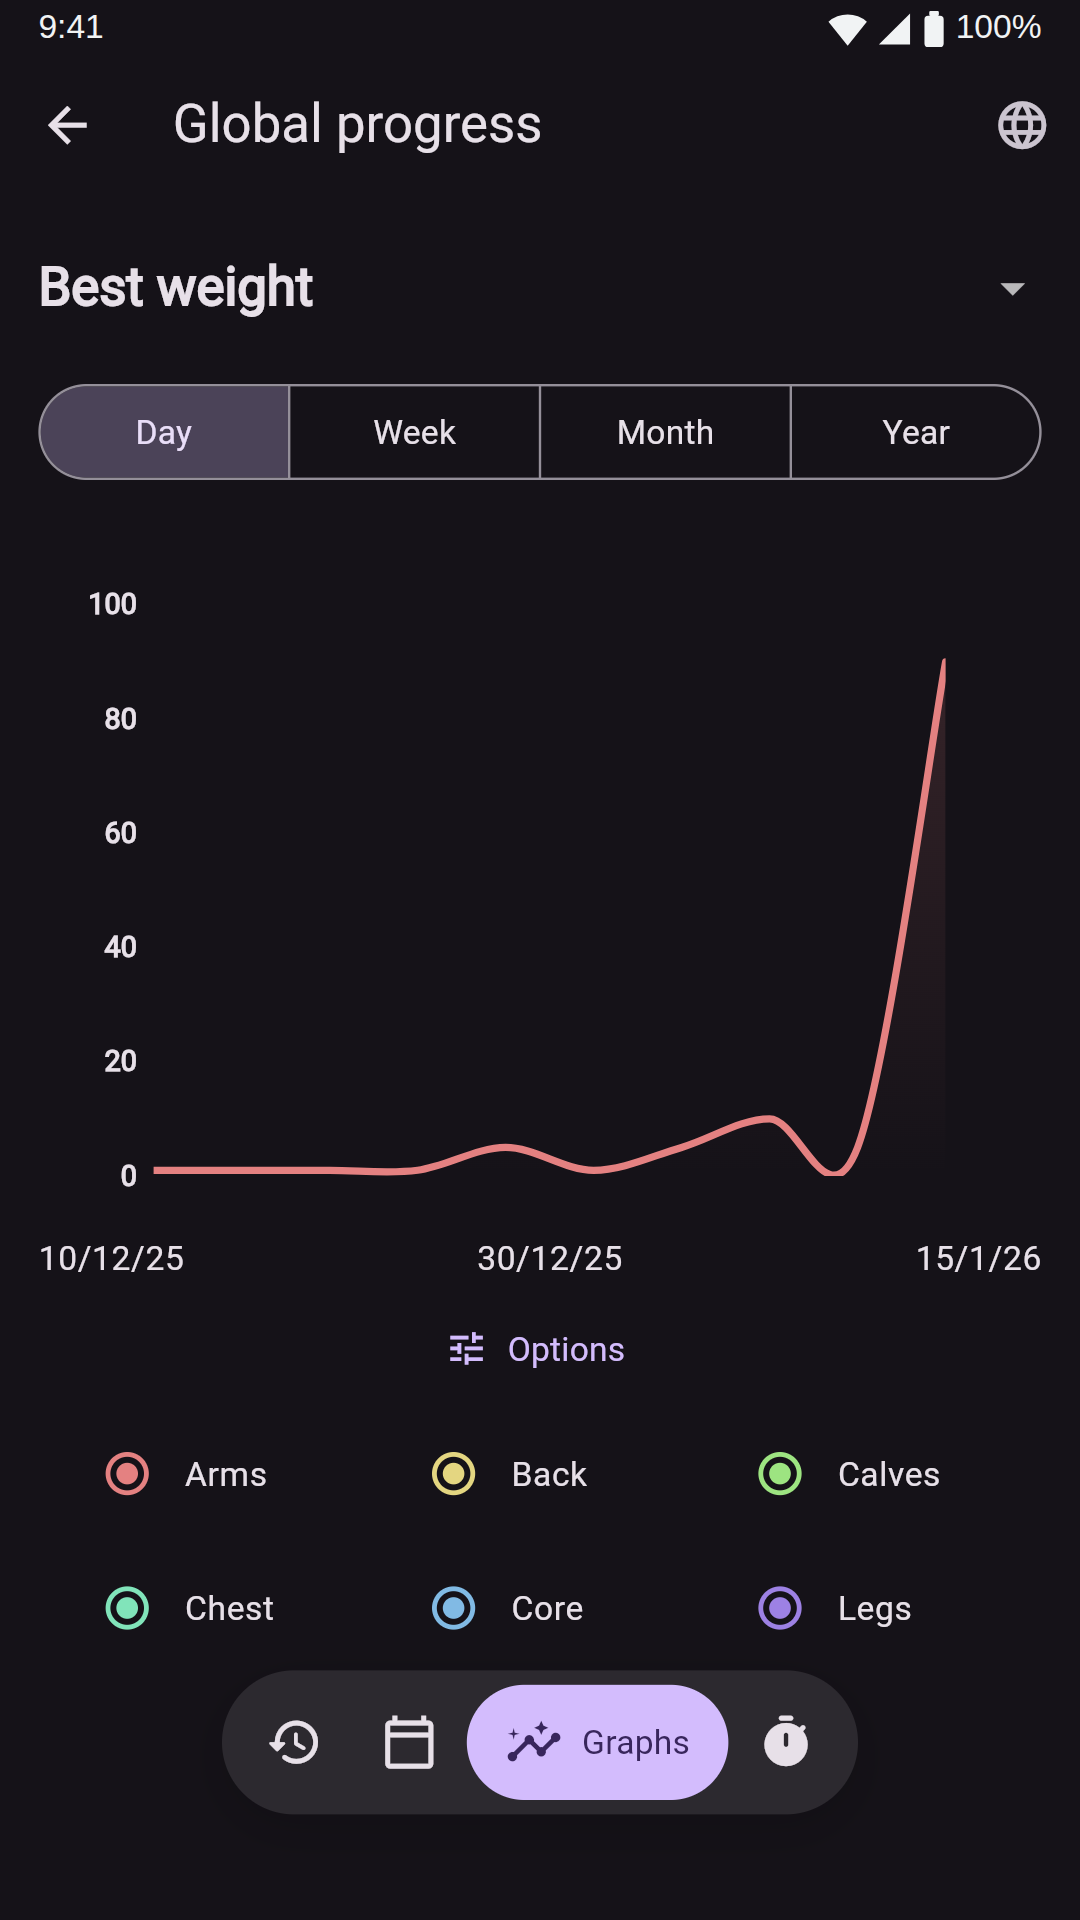 9:41 100%
Global progress
Best weight
Day Week Month Year
100
80
60
40
20
0
10/12/25 30/12/25 15/1/26
Options
Arms Back Calves
Chest Core Legs
Graphs